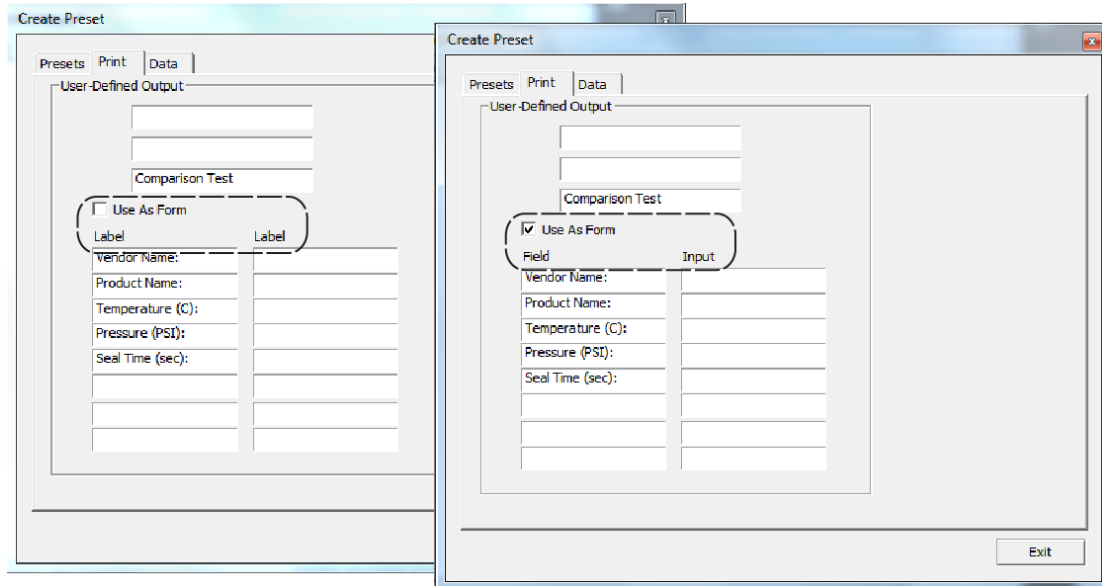 Create Preset
Presets Print Data
User-Defined Output
Comparison Test
Use As Form
Label Label
Vendor Name:
Product Name:
Temperature (C):
Pressure (PSI):
Seal Time (sec):
Create Preset
Presets Print Data
User-Defined Output
Comparison Test
Use As Form
Field Input
Vendor Name:
Product Name:
Temperature (C):
Pressure (PSI):
Seal Time (sec):
Exit